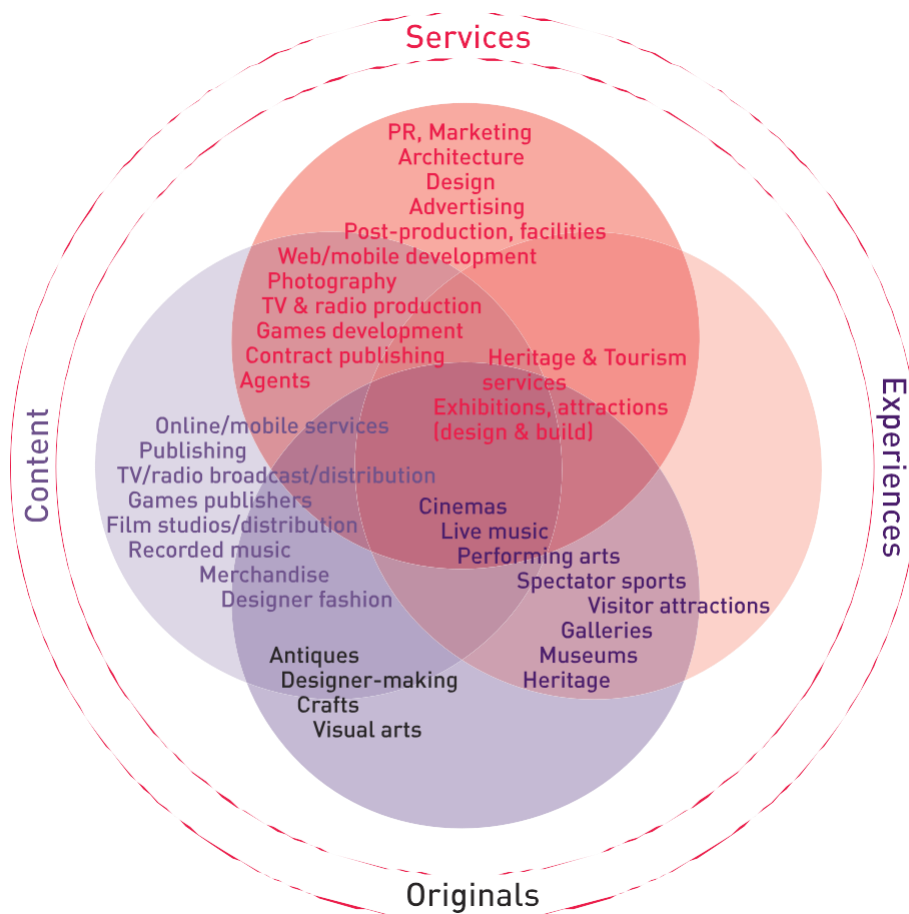 Services
PR, Marketing
Architecture
Design
Advertising
Post-production, facilities
Web/mobile development
Photography
TV & radio production
Games development
Contract publishing
Agents
Heritage & Tourism
services
Exhibitions, attractions
(design & build)
Content
Experiences
Online/mobile services
Publishing
TV/radio broadcast/distribution
Games publishers
Film studios/distribution
Recorded music
Merchandise
Designer fashion
Cinemas
Live music
Performing arts
Spectator sports
Visitor attractions
Galleries
Museums
Heritage
Antiques
Designer-making
Crafts
Visual arts
Originals